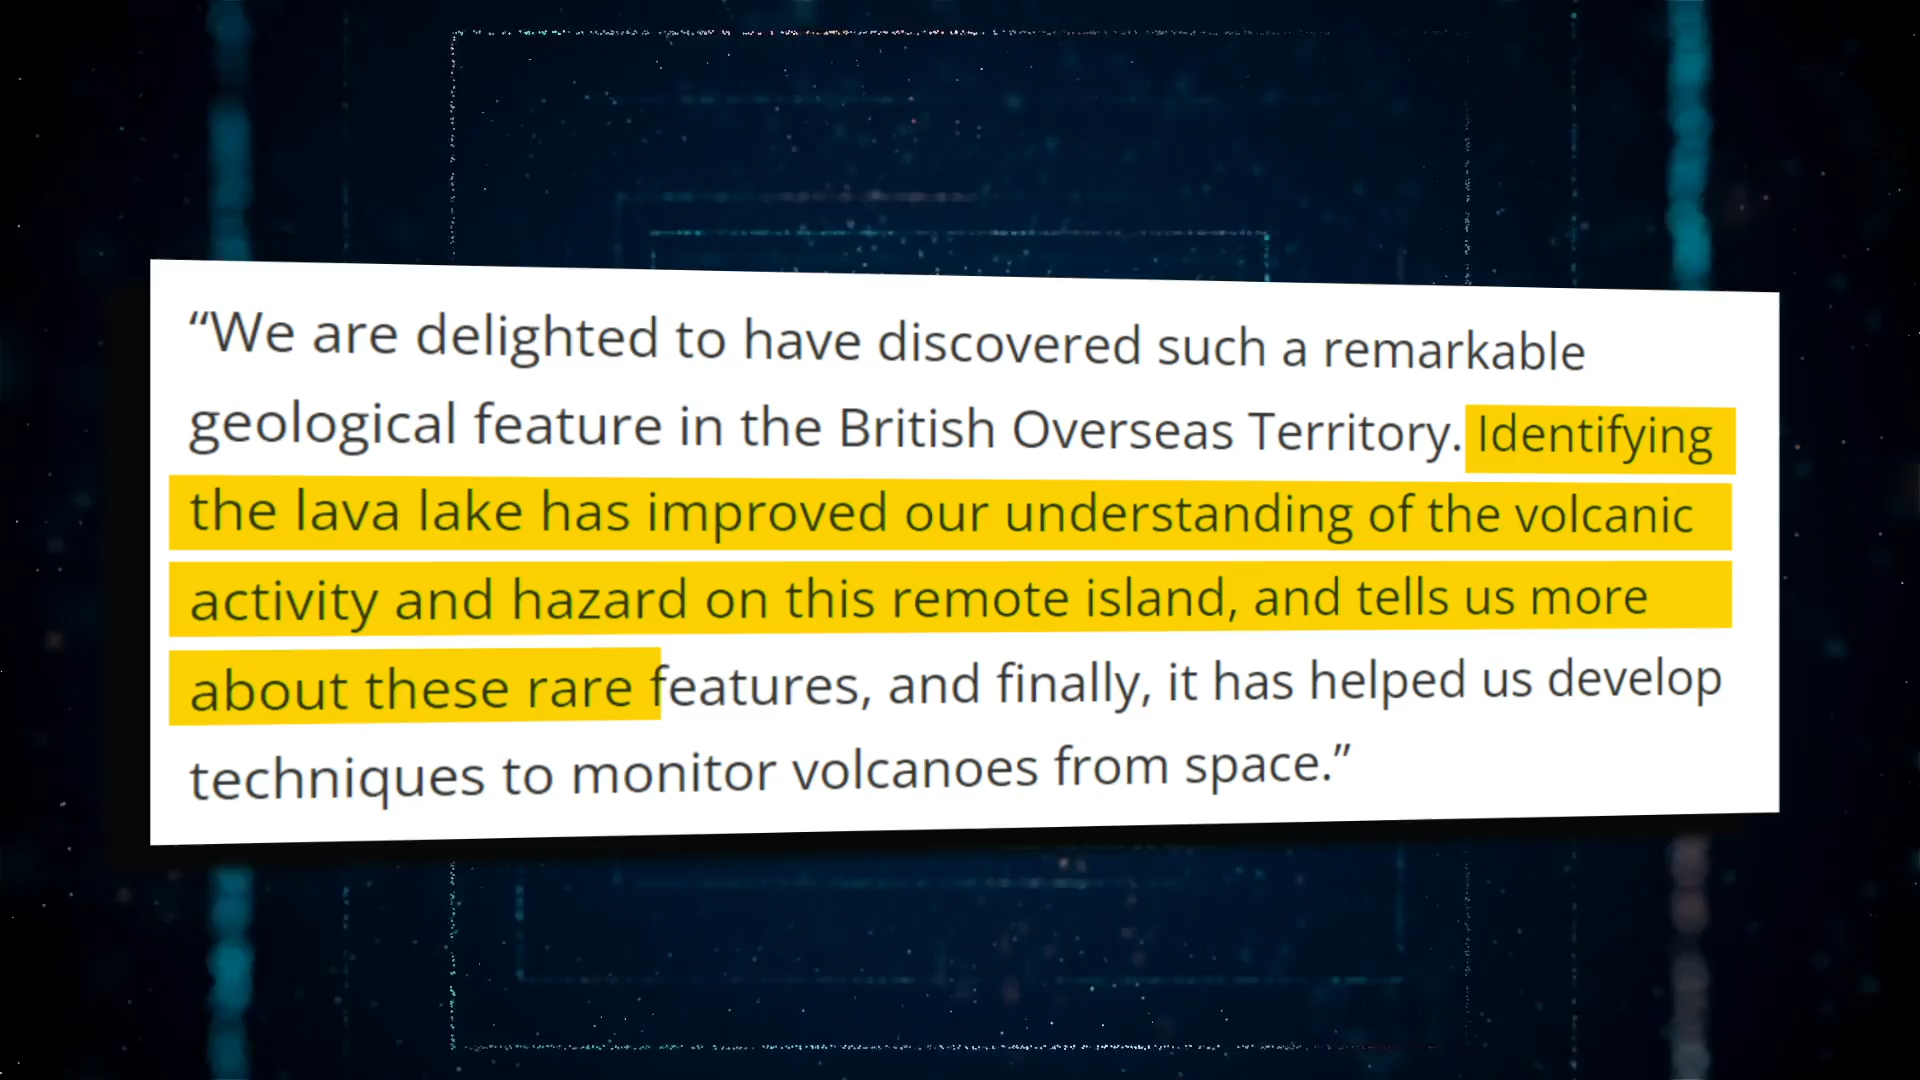 “We are delighted to have discovered such a remarkable
geological feature in the British Overseas Territory. Identifying
the lava lake has improved our understanding of the volcanic
activity and hazard on this remote island, and tells us more
about these rare features, and finally, it has helped us develop
techniques to monitor volcanoes from space.”